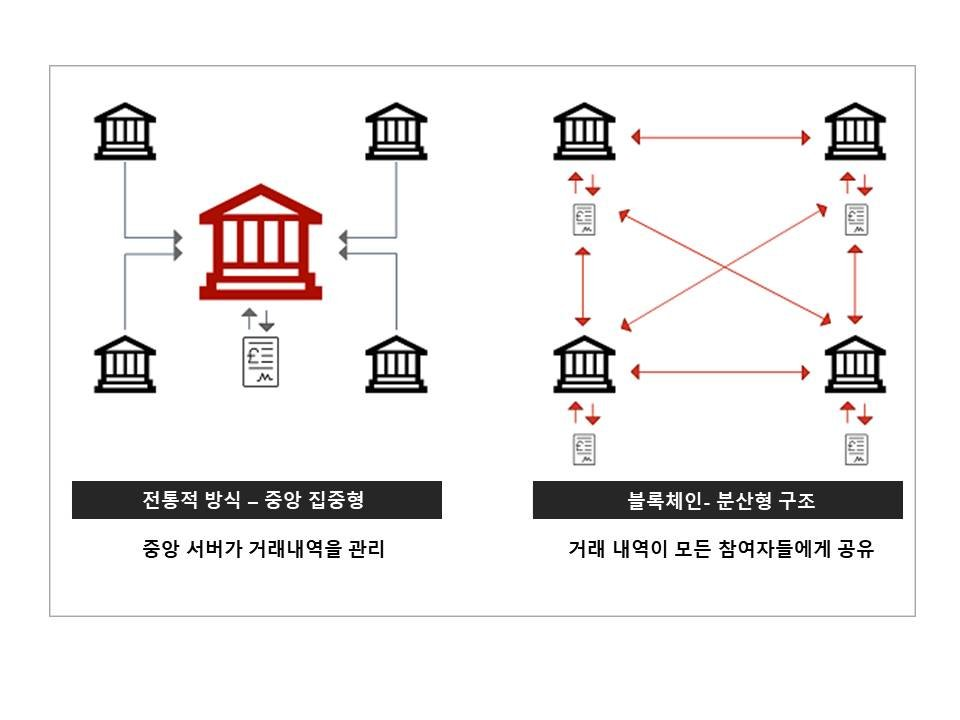 £
£
£
£
£
전통적 방식 – 중앙 집중형
블록체인- 분산형 구조
중앙 서버가 거래내역을 관리
거래 내역이 모든 참여자들에게 공유